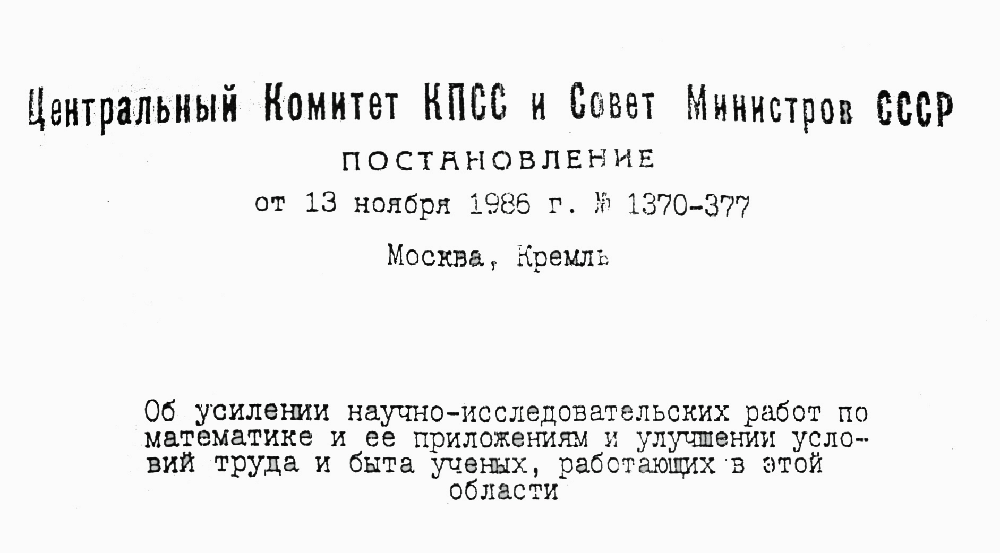 Центральный Комитет КПСС и Совет Министров СССР
ПОСТАНОВЛЕНИЕ
от 13 ноября 1986 г. № 1370-377
Москва, Кремль
Об усилении научно-исследовательских работ по
математике и ее приложениям и улучшении усло-
вий труда и быта ученых, работающих в этой
области